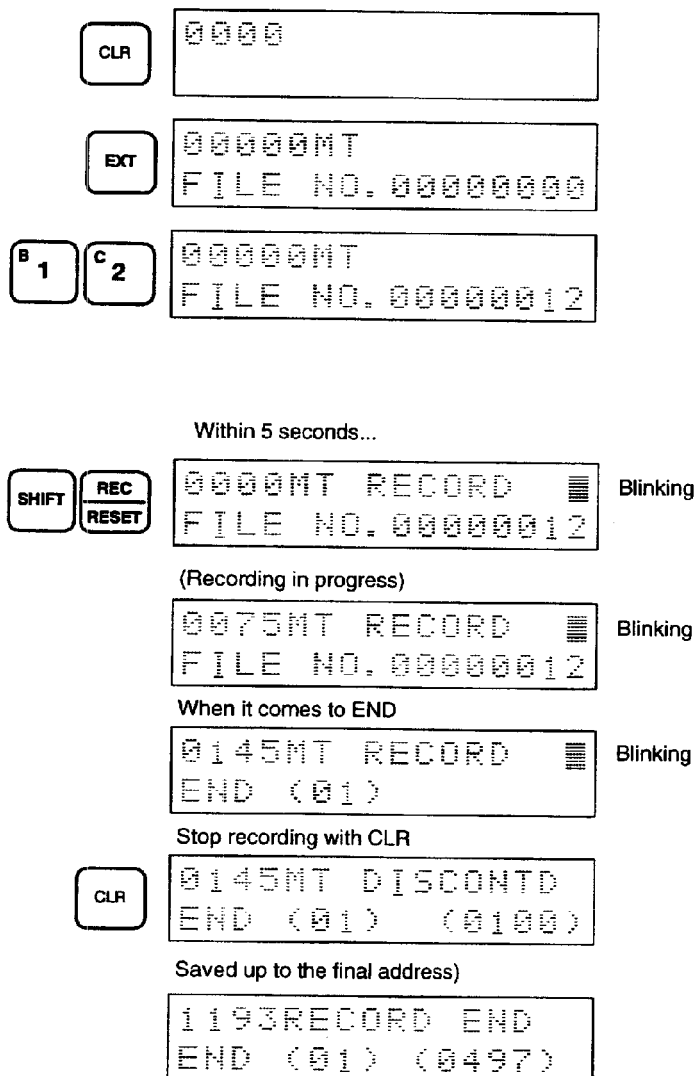 CLR
0000
EXT
00000MT
FILE NO.00000000
B 1 C 2
00000MT
FILE NO.00000012
Within 5 seconds...
SHIFT REC RESET
0000MT RECORD
FILE NO.00000012
Blinking
(Recording in progress)
0075MT RECORD
FILE NO.00000012
Blinking
When it comes to END
0145MT RECORD
END (01)
Blinking
Stop recording with CLR
CLR
0145MT DISCONTD
END (01) (0100)
Saved up to the final address)
1193RECORD END
END (01) (0497)